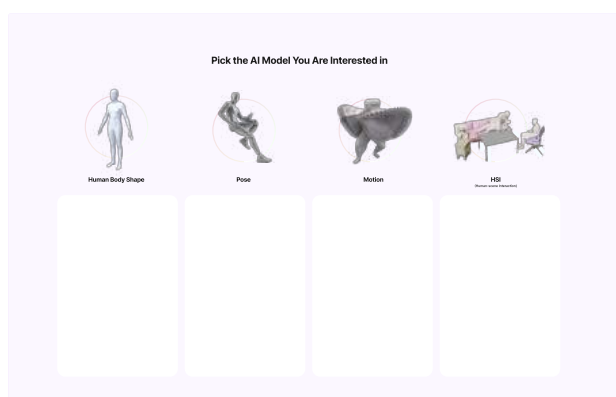 Pick the AI Model You Are Interested in
Human Body Shape
Pose
Motion
HSI
(Human-scene Interaction)